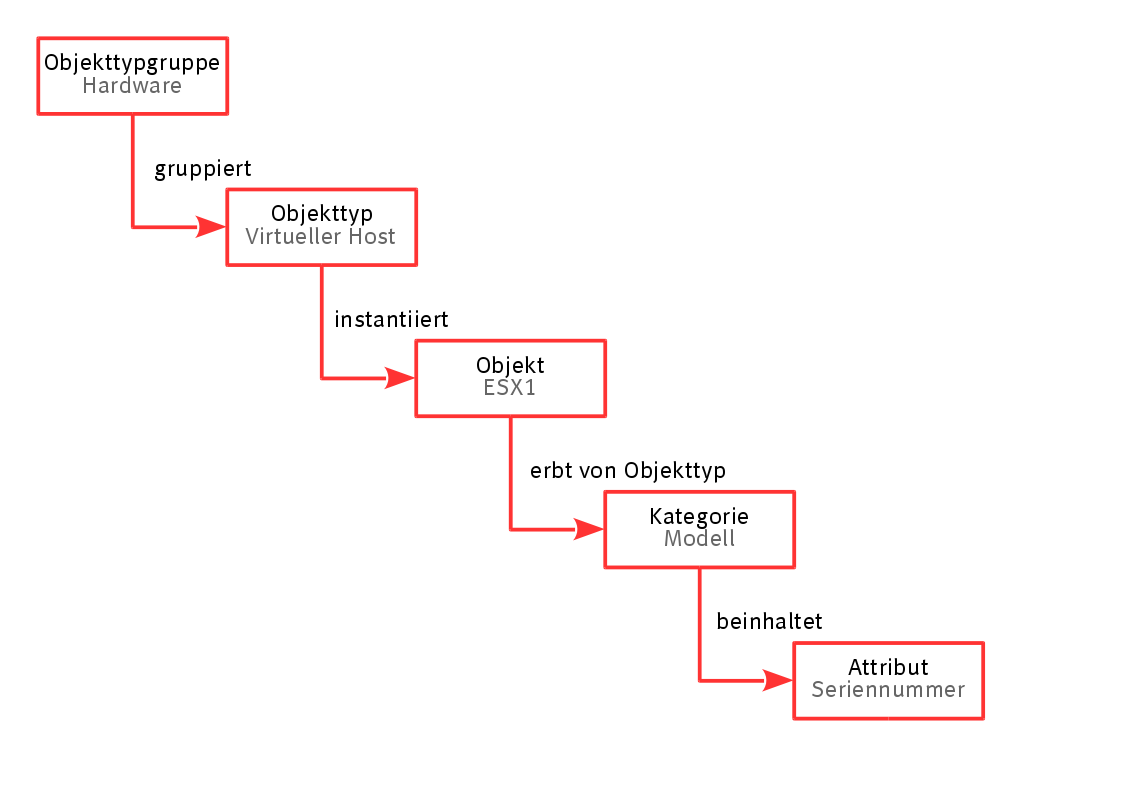 Objekttypgruppe
Hardware
gruppiert
Objekttyp
Virtueller Host
instantiiert
Objekt
ESX1
erbt von Objekttyp
Kategorie
Modell
beinhaltet
Attribut
Seriennummer